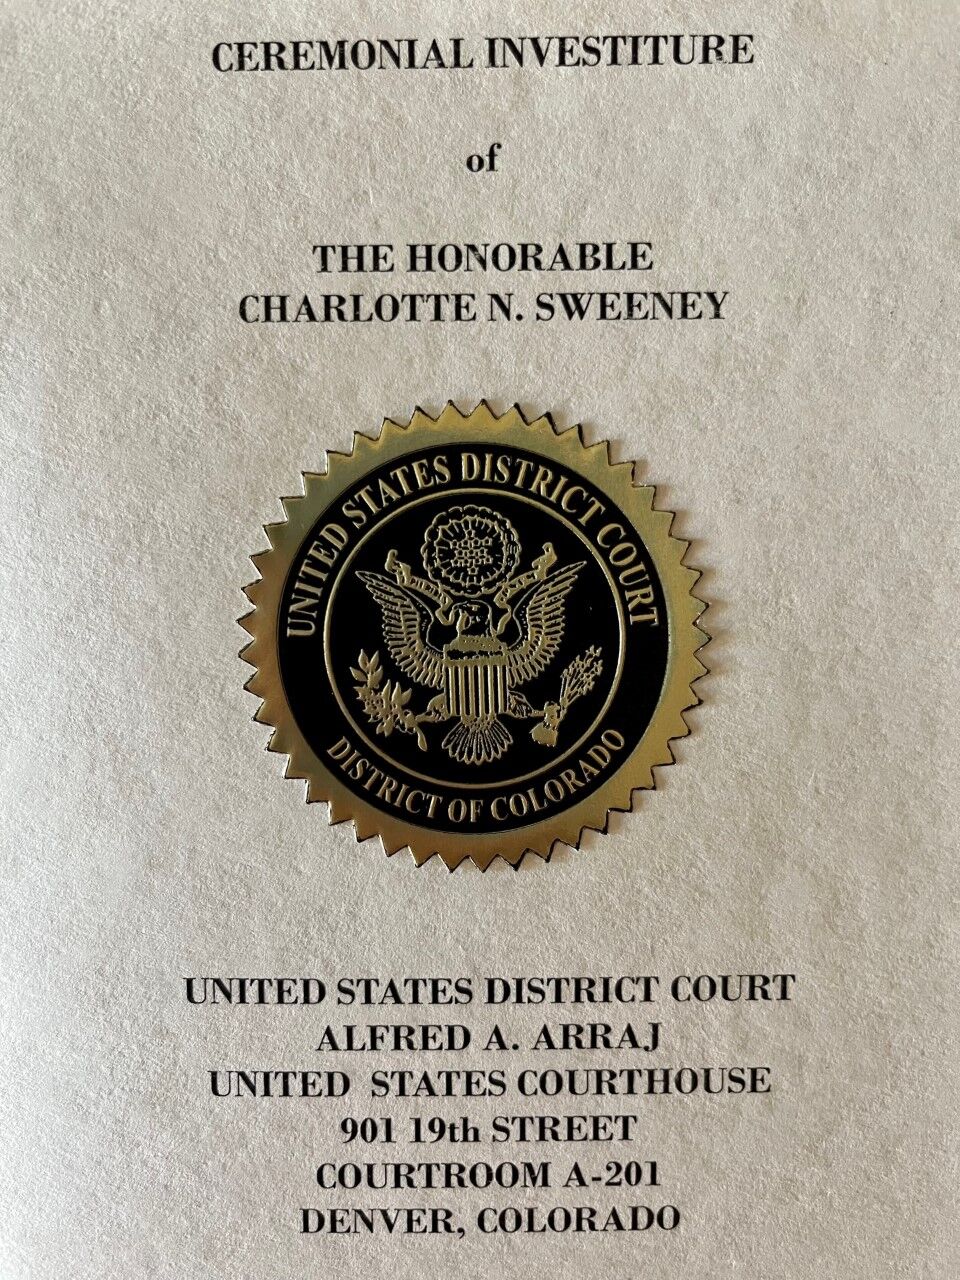 CEREMONIAL INVESTITURE
of
THE HONORABLE
CHARLOTTE N. SWEENEY
UNITED STATES DISTRICT COURT
DISTRICT OF COLORADO
UNITED STATES DISTRICT COURT
ALFRED A. ARRAJ
UNITED STATES COURTHOUSE
901 19th STREET
COURTROOM A-201
DENVER, COLORADO